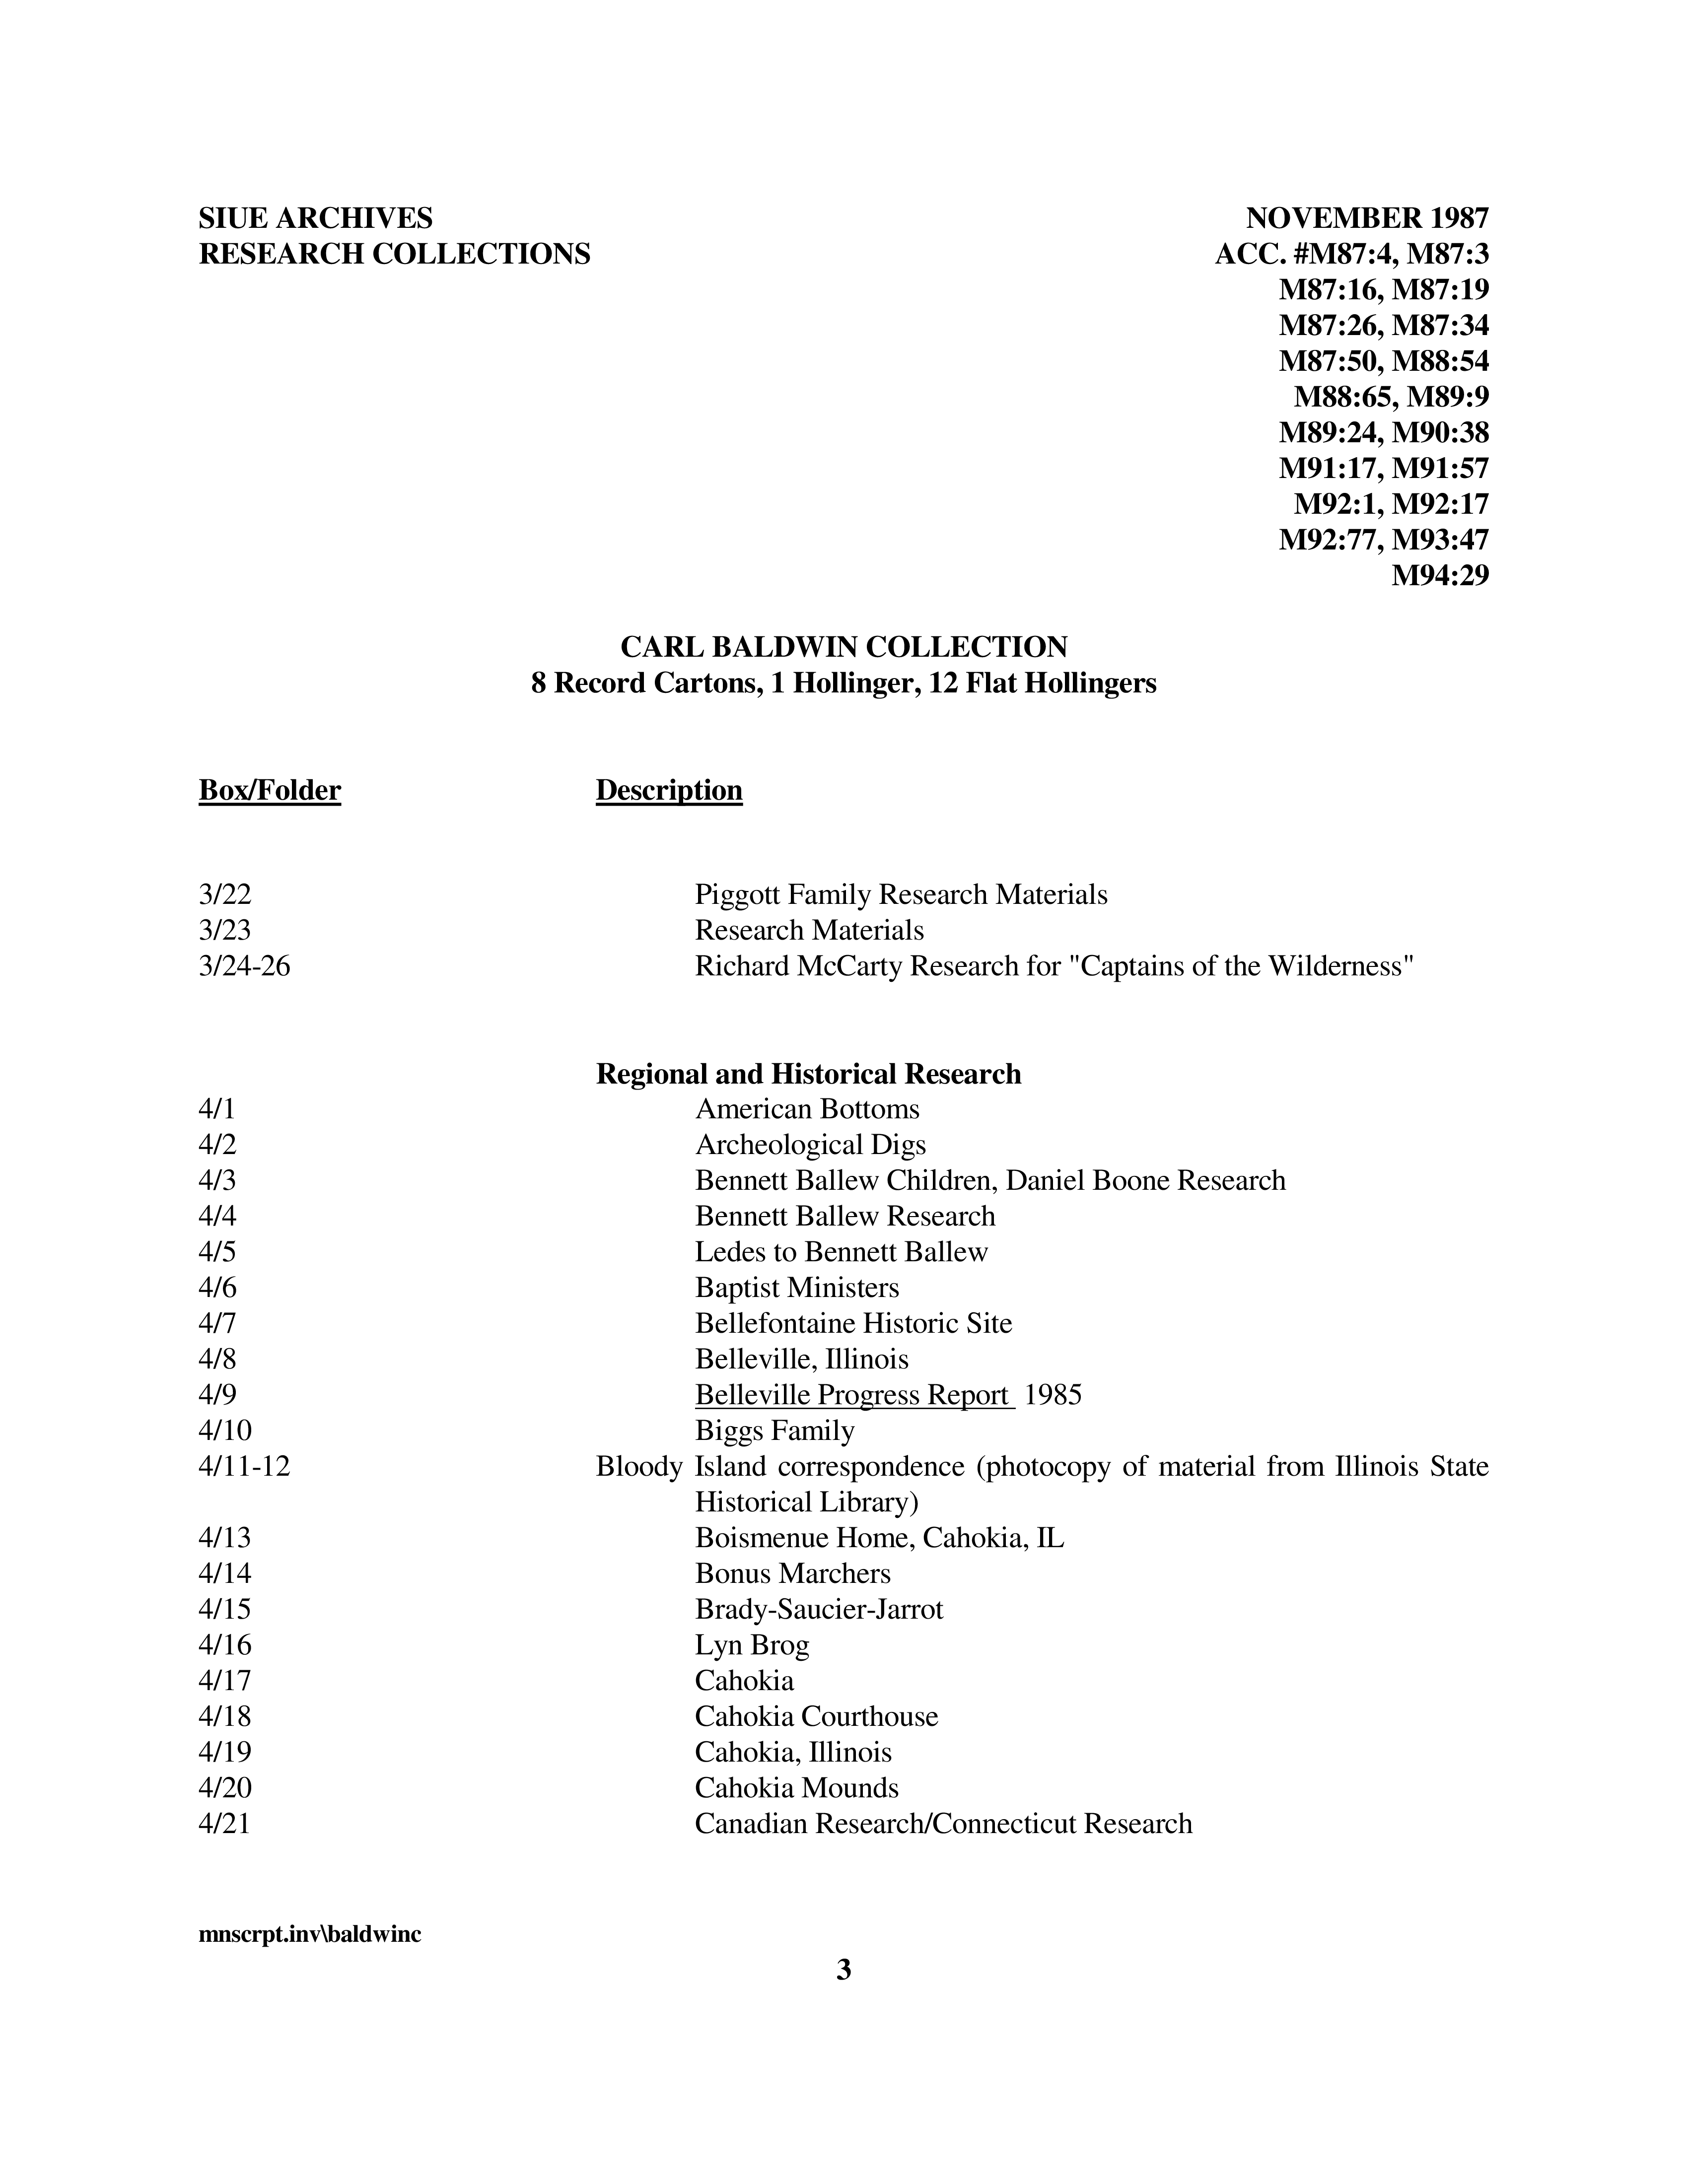 SIUE ARCHIVES NOVEMBER 1987
RESEARCH COLLECTIONS ACC. #M87:4, M87:3
M87:16, M87:19
M87:26, M87:34
M87:50, M88:54
M88:65, M89:9
M89:24, M90:38
M91:17, M91:57
M92:1, M92:17
M92:77, M93:47
M94:29
CARL BALDWIN COLLECTION
8 Record Cartons, 1 Hollinger, 12 Flat Hollingers
Box/Folder Description
3/22 Piggott Family Research Materials
3/23 Research Materials
3/24-26 Richard McCarty Research for "Captains of the Wilderness"
Regional and Historical Research
4/1 American Bottoms
4/2 Archeological Digs
4/3 Bennett Ballew Children, Daniel Boone Research
4/4 Bennett Ballew Research
4/5 Ledes to Bennett Ballew
4/6 Baptist Ministers
4/7 Bellefontaine Historic Site
4/8 Belleville, Illinois
4/9 Belleville Progress Report 1985
4/10 Biggs Family
4/11-12 Bloody Island correspondence (photocopy of material from Illinois State
Historical Library)
4/13 Boismenue Home, Cahokia, IL
4/14 Bonus Marchers
4/15 Brady-Saucier-Jarrot
4/16 Lyn Brog
4/17 Cahokia
4/18 Cahokia Courthouse
4/19 Cahokia, Illinois
4/20 Cahokia Mounds
4/21 Canadian Research/Connecticut Research
mnscrpt.inv\baldwinc
3